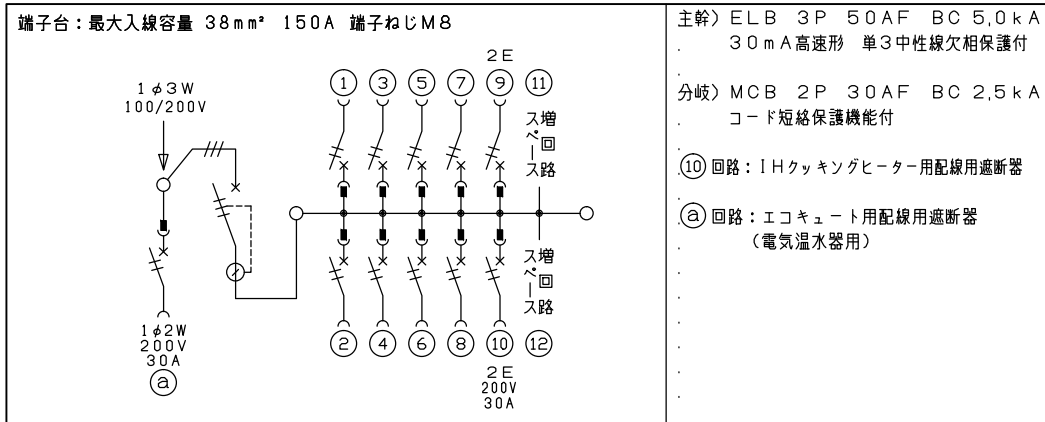 端子台：最大入線容量 38mm² 150A 端子ねじM8
2E
① ③ ⑤ ⑦ ⑨ ⑪
1φ3W
100/200V
増回路
スペース
増回路
スペース
② ④ ⑥ ⑧ ⑩ ⑫
2E
200V
30A
1φ2W
200V
30A
ⓐ
主幹）ELB 3P 50AF BC 5,0kA
30mA高速形 単3中性線欠相保護付
分岐）MCB 2P 30AF BC 2,5kA
コード短絡保護機能付
⑩回路：IHクッキングヒーター用配線用遮断器
ⓐ回路：エコキュート用配線用遮断器
（電気温水器用）